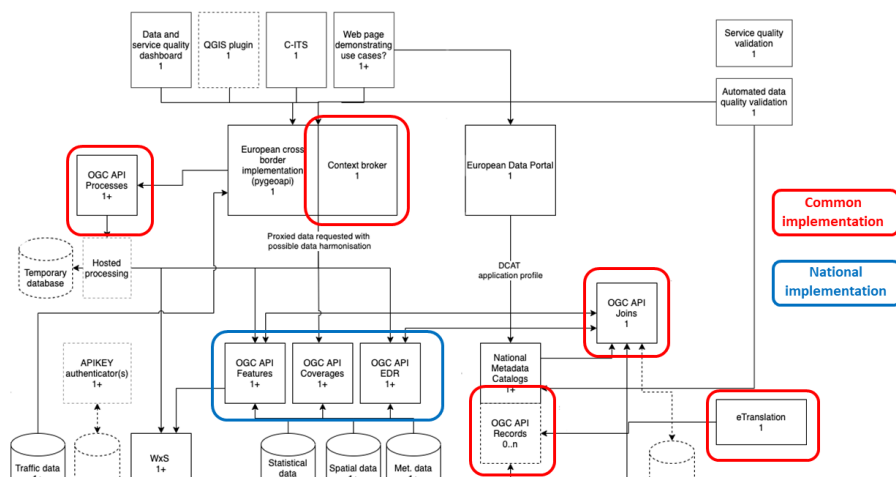 Data and
service quality
dashboard
1
QGIS plugin
1
C-ITS
1
Web page
demonstrating
use cases?
1+
Service quality
validation
1
Automated data
quality validation
1
European cross
border
implementation
(pygeoapi)
1
Context broker
1
European Data Portal
1
OGC API
Processes
1+
Common
implementation
Proxied data requested with
possible data harmonisation
Hosted
processing
Temporary
database
DCAT
application profile
National
implementation
OGC API
Joins
1
APIKEY
authenticator(s)
1+
OGC API
Features
1+
OGC API
Coverages
1+
OGC API
EDR
1+
National
Metadata
Catalogs
1+
OGC API
Records
0..n
eTranslation
1
Traffic data
WxS
1+
Statistical
data
Spatial data
Met. data